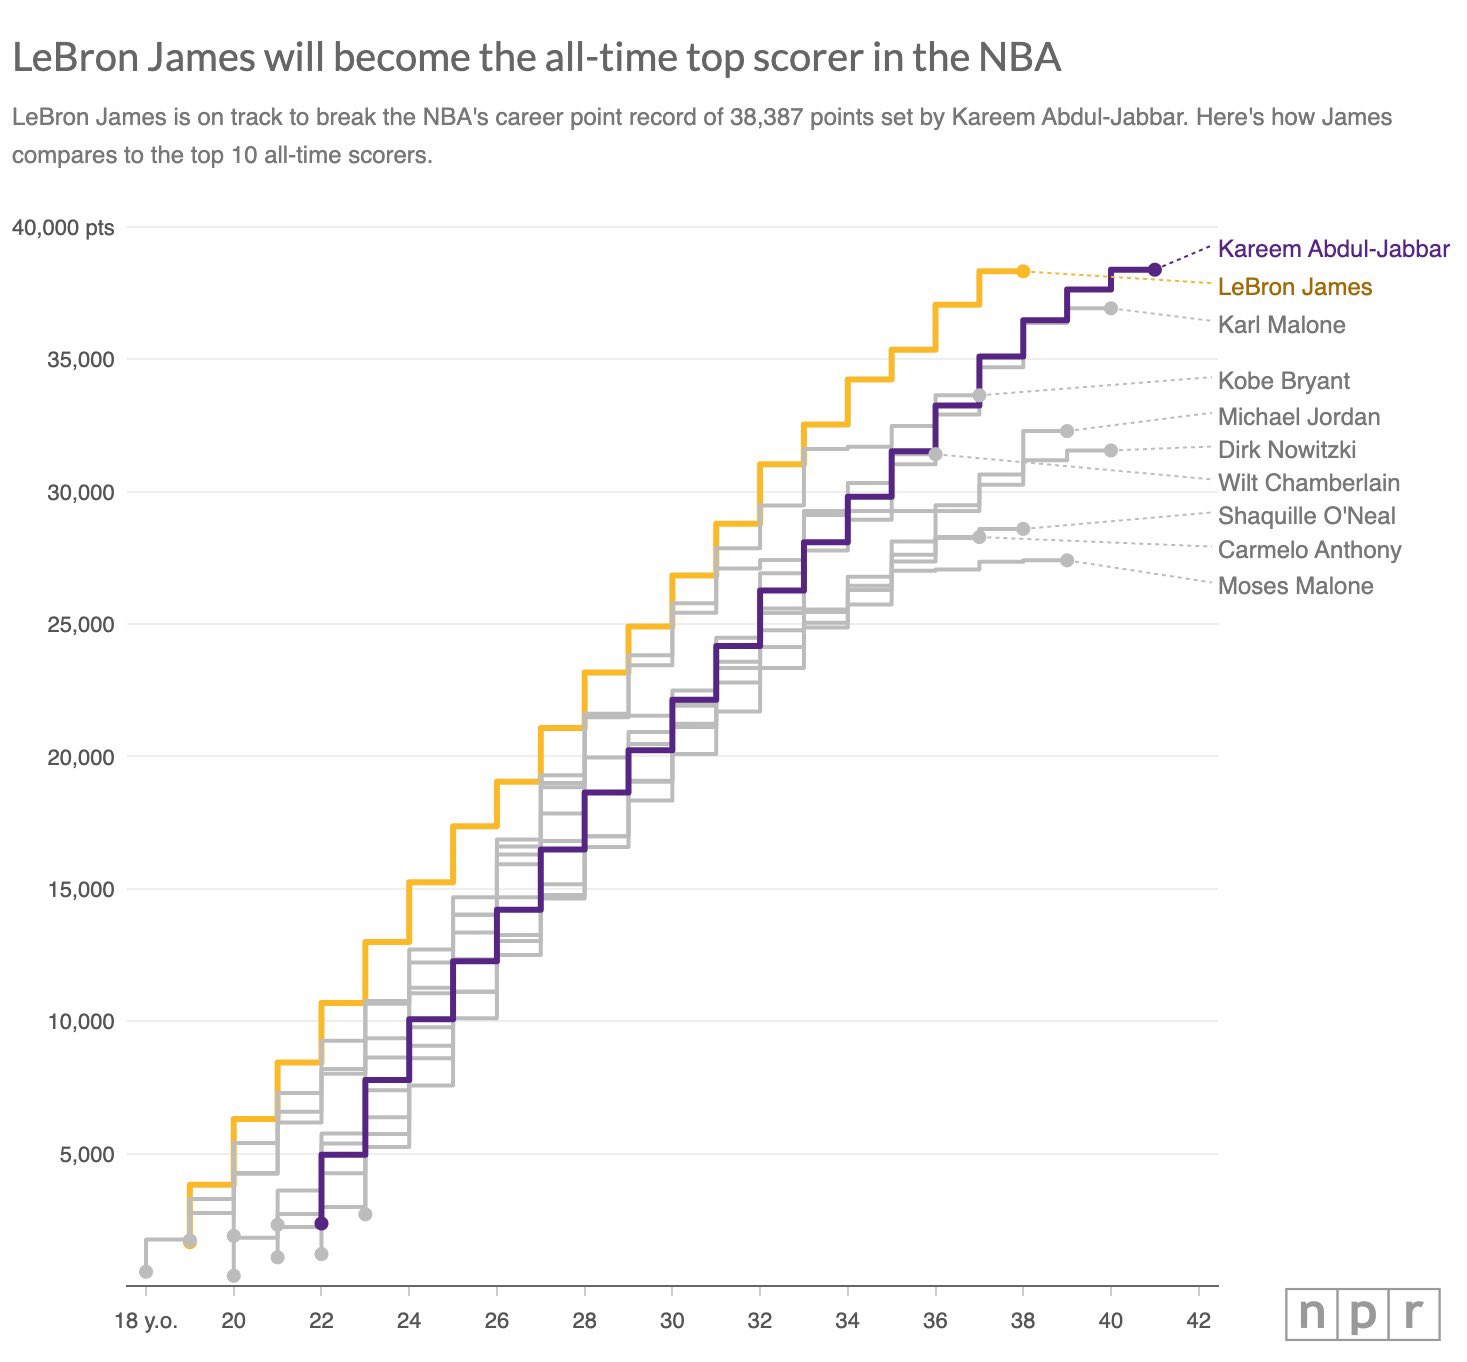 LeBron James will become the all-time top scorer in the NBA
LeBron James is on track to break the NBA's career point record of 38,387 points set by Kareem Abdul-Jabbar. Here's how James
compares to the top 10 all-time scorers.
40,000 pts
Kareem Abdul-Jabbar
LeBron James
Karl Malone
35,000
Kobe Bryant
Michael Jordan
Dirk Nowitzki
Wilt Chamberlain
30,000
Shaquille O'Neal
Carmelo Anthony
Moses Malone
25,000
20,000
15,000
10,000
5,000
18 y.o. 20 22 24 26 28 30 32 34 36 38 40 42
npr